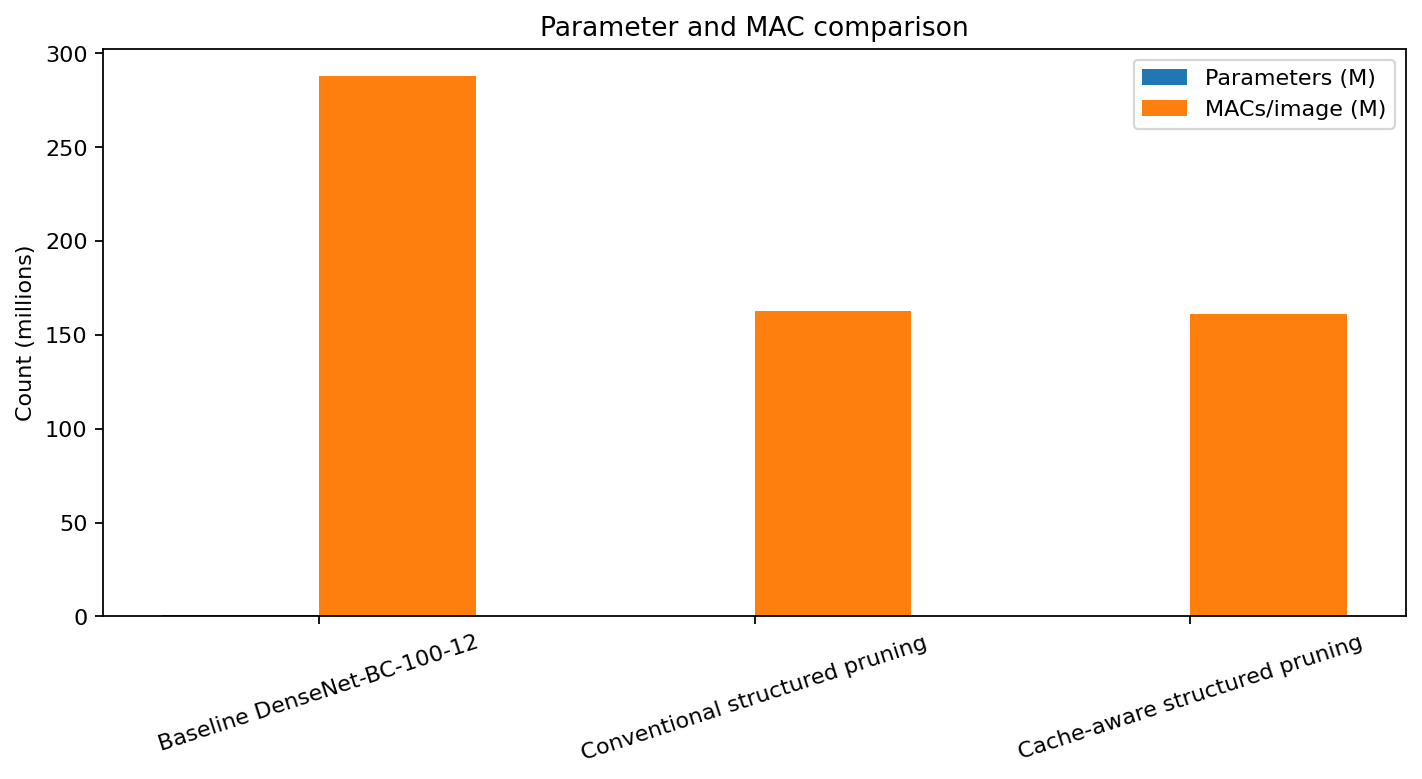 Parameter and MAC comparison
Parameters (M)
MACs/image (M)
Count (millions)
300
250
200
150
100
50
0
Baseline DenseNet-BC-100-12
Conventional structured pruning
Cache-aware structured pruning